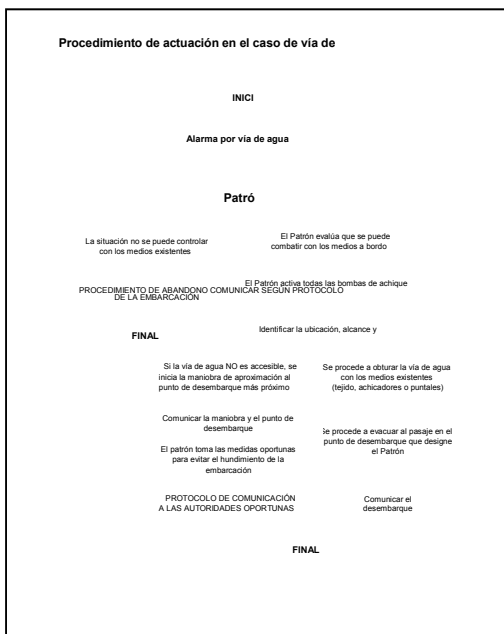 Procedimiento de actuación en el caso de vía de
INICI
Alarma por vía de agua
Patró
La situación no se puede controlar
con los medios existentes
El Patrón evalúa que se puede
combatir con los medios a bordo
El Patrón activa todas las bombas de achique
PROCEDIMIENTO DE ABANDONO COMUNICAR SEGÚN PROTOCOLO
DE LA EMBARCACIÓN
Identificar la ubicación, alcance y
FINAL
Si la vía de agua NO es accesible, se
inicia la maniobra de aproximación al
punto de desembarque más próximo
Se procede a obturar la vía de agua
con los medios existentes
(tejido, achicadores o puntales)
Comunicar la maniobra y el punto de
desembarque
Se procede a evacuar al pasaje en el
punto de desembarque que designe
el Patrón
El patrón toma las medidas oportunas
para evitar el hundimiento de la
embarcación
PROTOCOLO DE COMUNICACIÓN
A LAS AUTORIDADES OPORTUNAS
Comunicar el
desembarque
FINAL